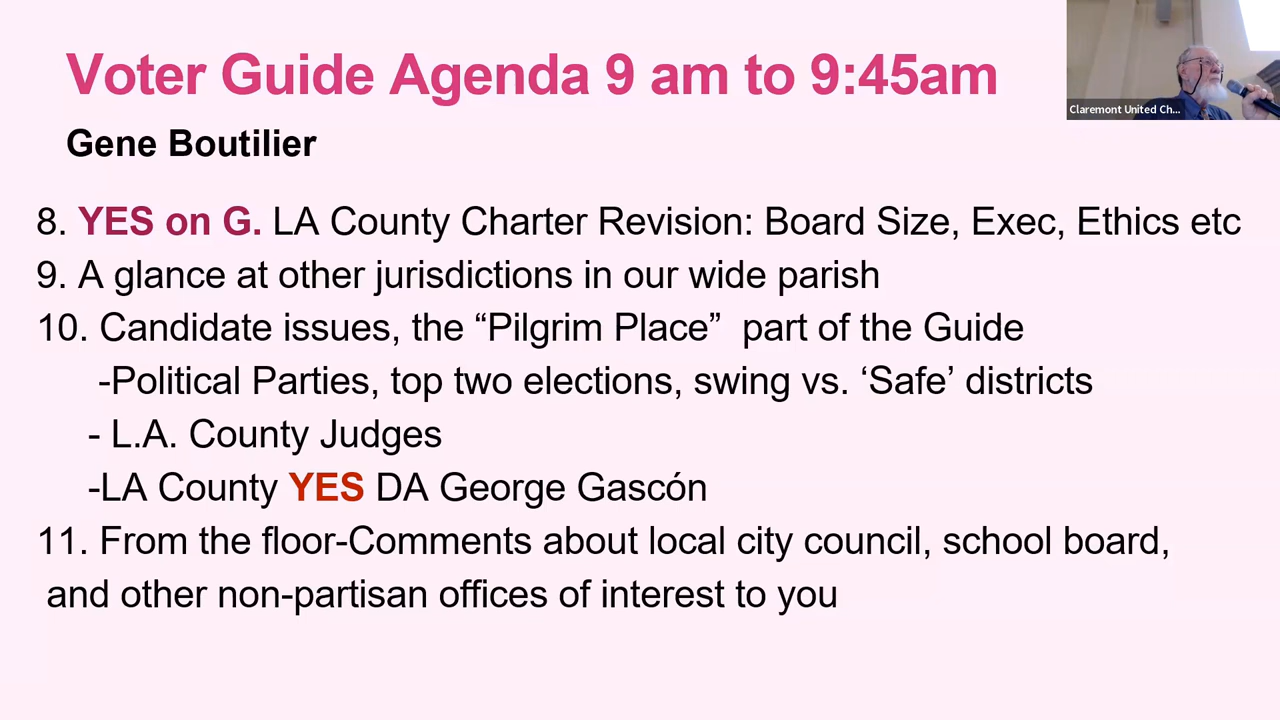 Voter Guide Agenda 9 am to 9:45am
Gene Boutilier
8. YES on G. LA County Charter Revision: Board Size, Exec, Ethics etc
9. A glance at other jurisdictions in our wide parish
10. Candidate issues, the “Pilgrim Place”  part of the Guide
-Political Parties, top two elections, swing vs. ‘Safe’ districts
- L.A. County Judges
-LA County YES DA George Gascón
11. From the floor-Comments about local city council, school board,
and other non-partisan offices of interest to you
Claremont United Ch...